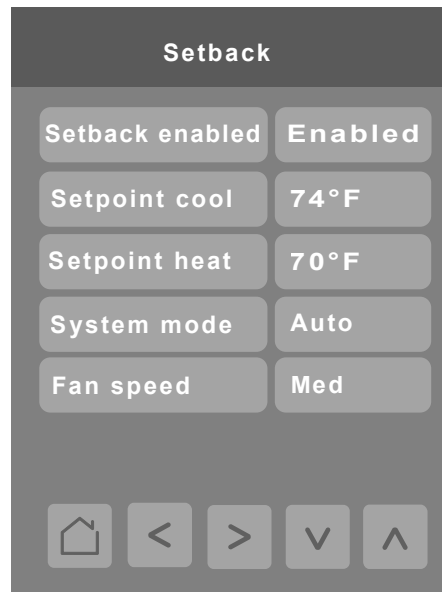 Setback
Setback enabled Enabled
Setpoint cool 74°F
Setpoint heat 70°F
System mode Auto
Fan speed Med